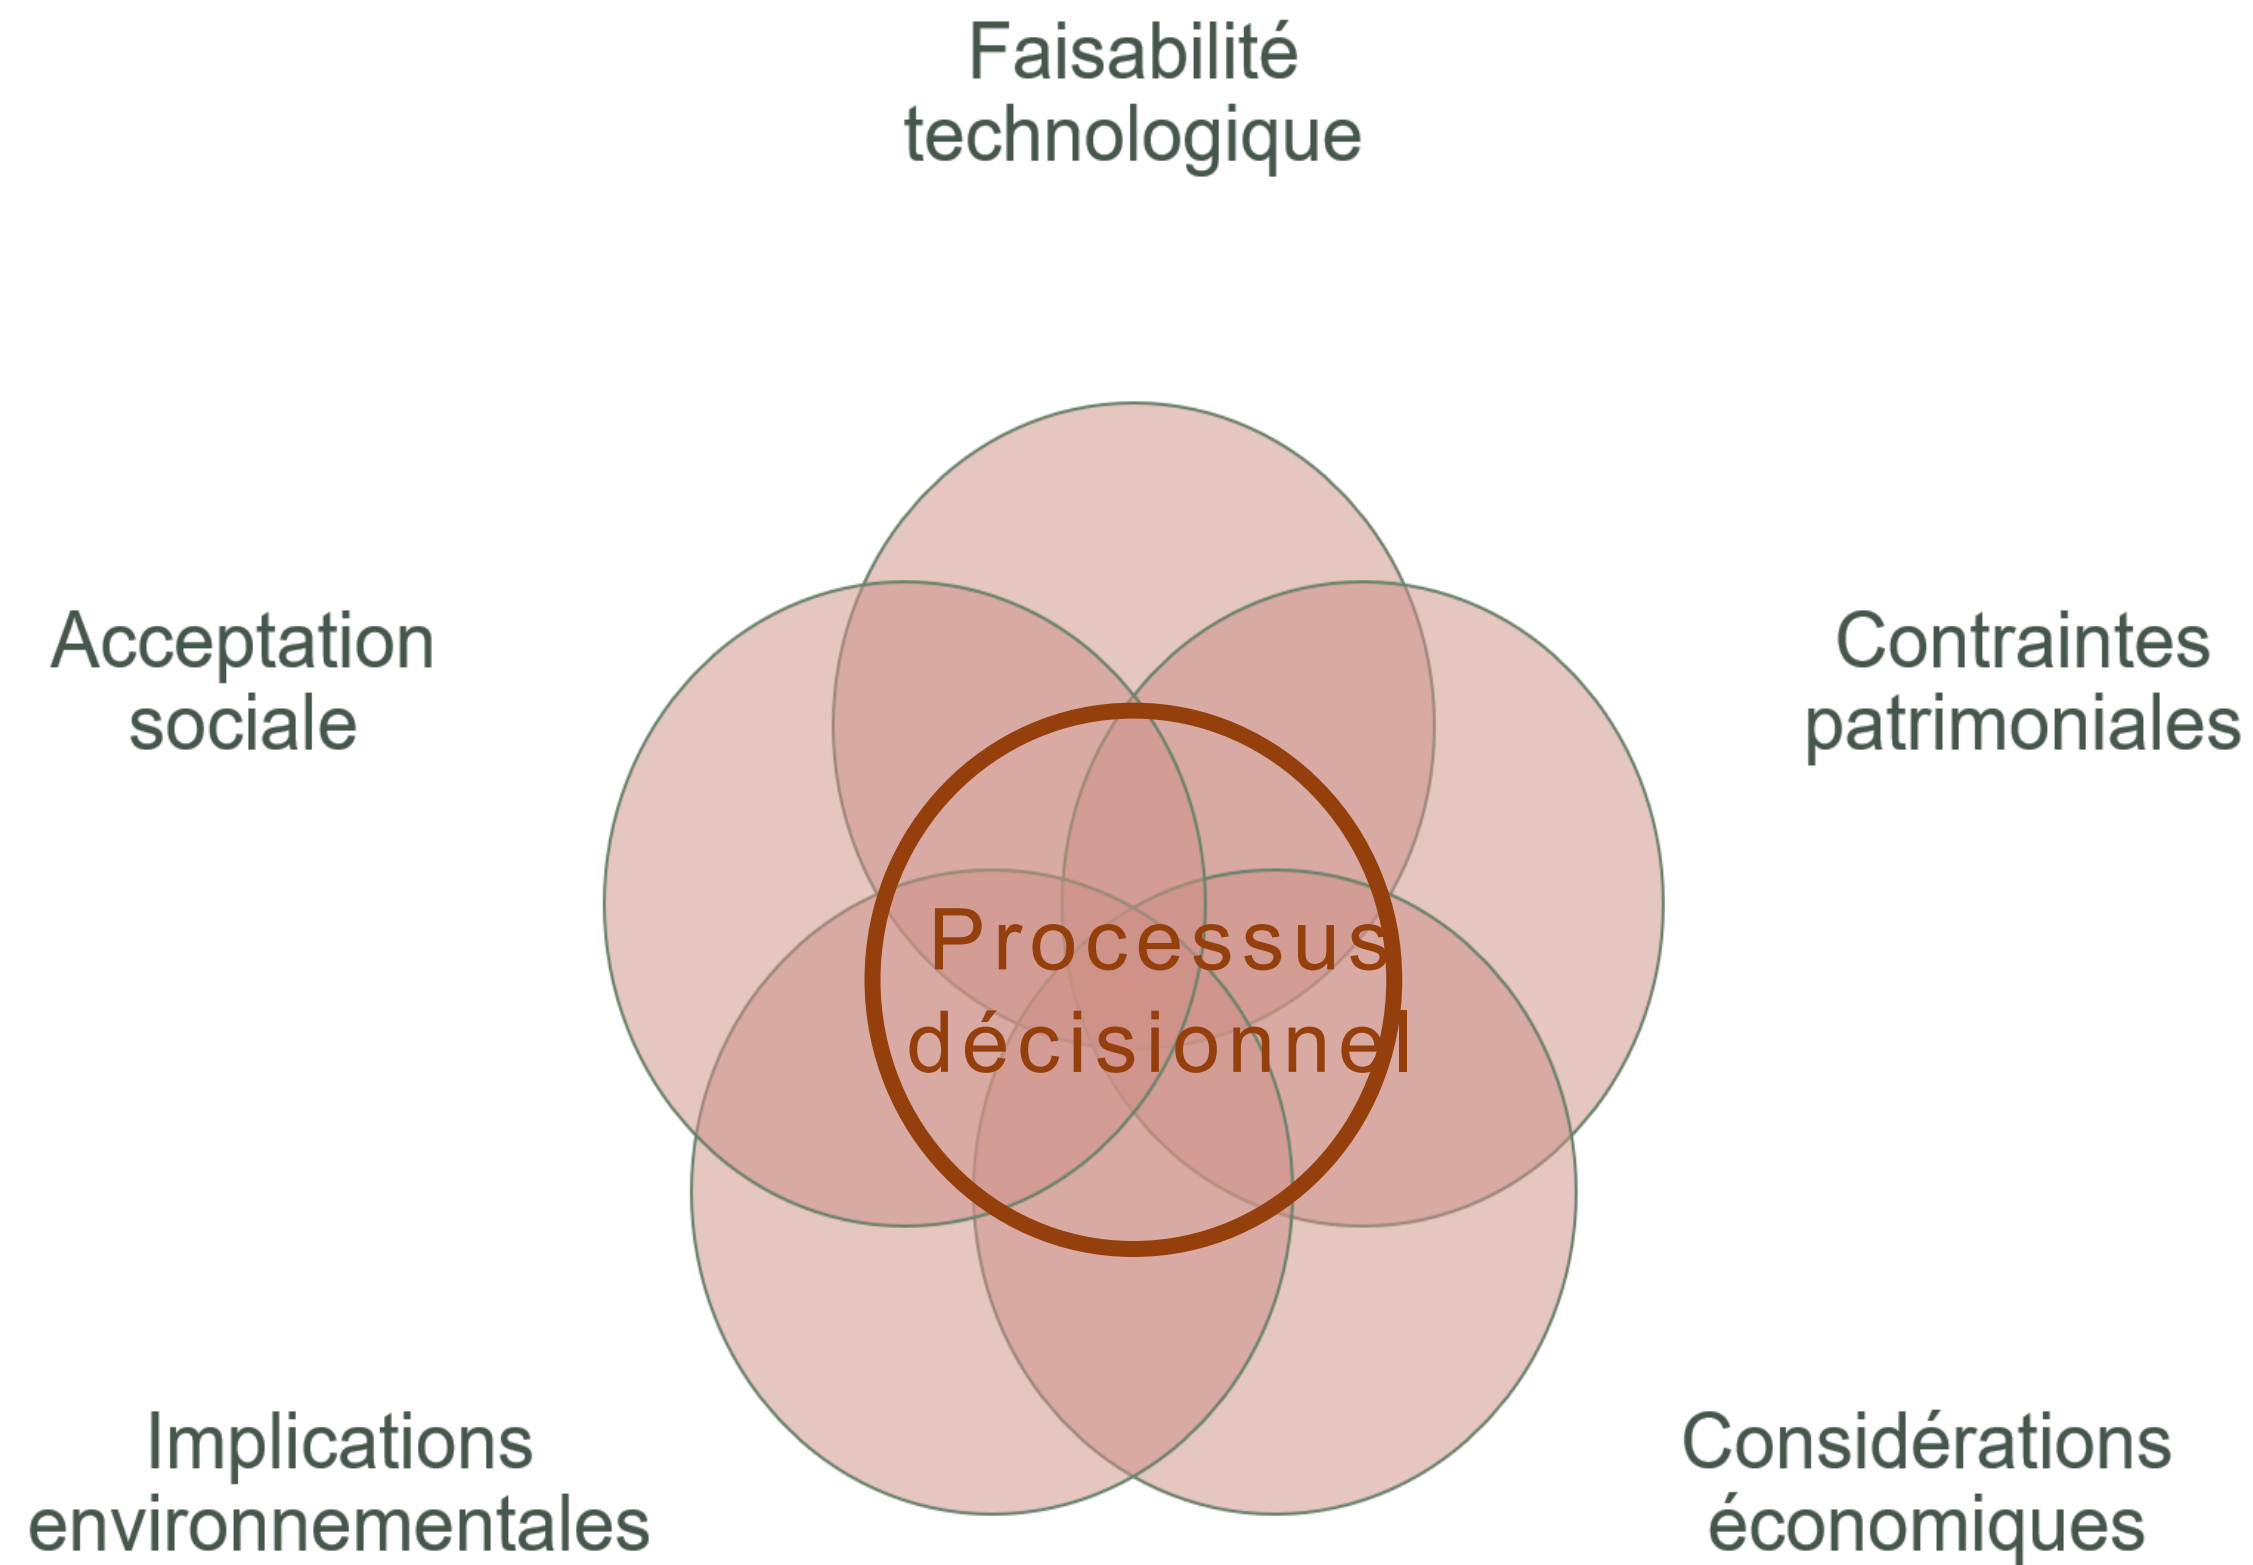 Faisabilité
technologique
Acceptation
sociale
Contraintes
patrimoniales
Processus
décisionnel
Implications
environnementales
Considérations
économiques